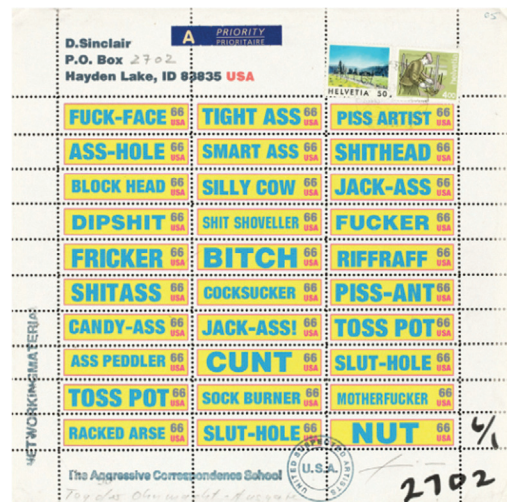 05
A PRIORITY
PRIORITAIRE
D.Sinclair
P.O. Box 2702
Hayden Lake, ID 83835 USA
HELVETIA 50
FUCK-FACE 66 USA TIGHT ASS 66 USA PISS ARTIST 66 USA
ASS-HOLE 66 USA SMART ASS 66 USA SHITHEAD 66 USA
BLOCK HEAD 66 USA SILLY COW 66 USA JACK-ASS 66 USA
DIPSHIT 66 USA SHIT SHOVELLER 66 USA FUCKER 66 USA
FRICKER 66 USA BITCH 66 USA RIFFRAFF 66 USA
SHITASS 66 USA COCKSUCKER 66 USA PISS-ANT 66 USA
CANDY-ASS 66 USA JACK-ASS! 66 USA TOSS POT 66 USA
ASS PEDDLER 66 USA CUNT 66 USA SLUT-HOLE 66 USA
TOSS POT 66 USA SOCK BURNER 66 USA MOTHERFUCKER 66 USA
RACKED ARSE 66 USA SLUT-HOLE 66 USA NUT 66 USA
NETWORKINGMATERIAL
The Aggressive Correspondence School
U.S.A.
UNITED SUSPECTED ARTISTS
2702